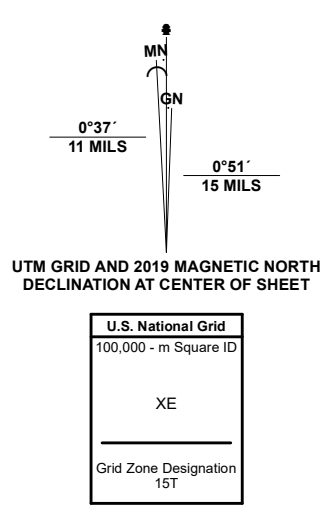 MN
GN
0°37´
11 MILS
0°51´
15 MILS
UTM GRID AND 2019 MAGNETIC NORTH
DECLINATION AT CENTER OF SHEET
U.S. National Grid
100,000 - m Square ID
XE
Grid Zone Designation
15T